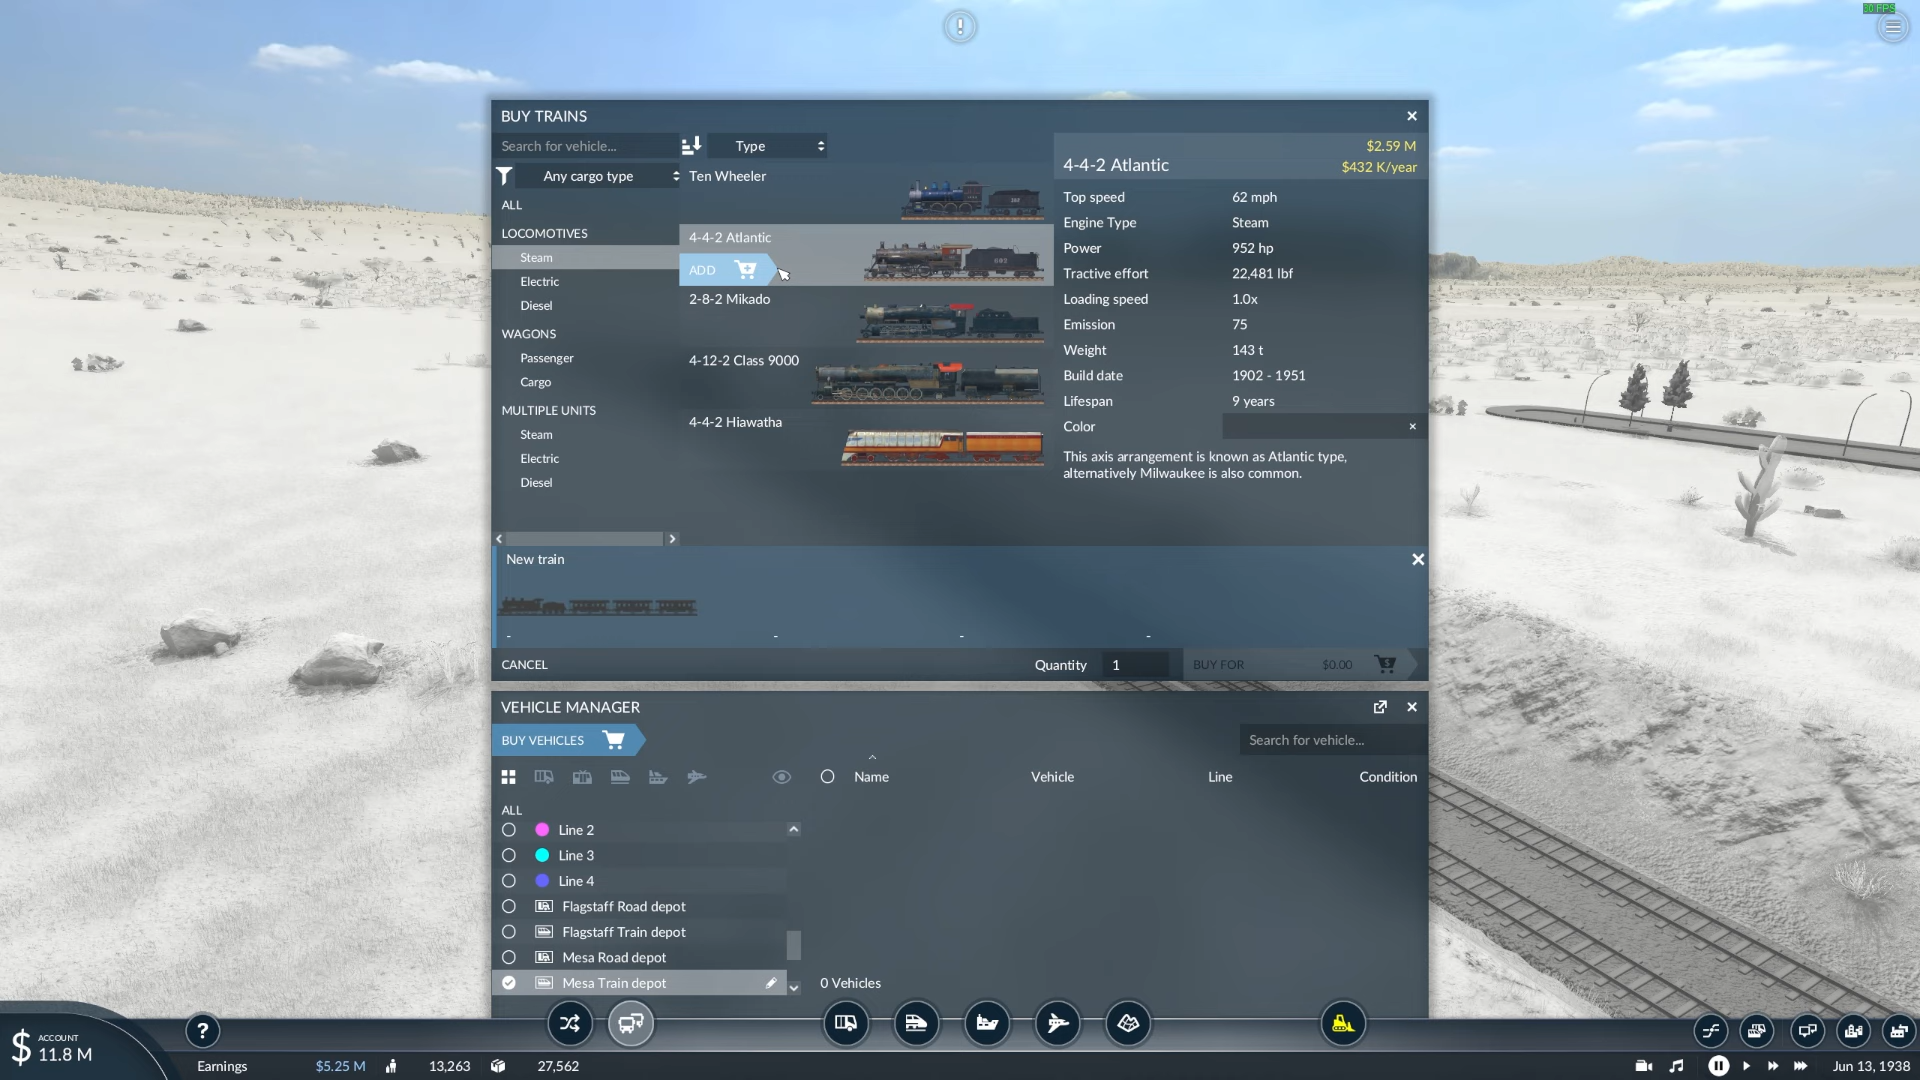 50 FPS
BUY TRAINS
Search for vehicle...
Type
Any cargo type
ALL
LOCOMOTIVES
Steam
Electric
Diesel
WAGONS
Passenger
Cargo
MULTIPLE UNITS
Steam
Electric
Diesel
Ten Wheeler
4-4-2 Atlantic
ADD
2-8-2 Mikado
4-12-2 Class 9000
4-4-2 Hiawatha
$2.59 M
4-4-2 Atlantic
$432 K/year
Top speed 62 mph
Engine Type Steam
Power 952 hp
Tractive effort 22,481 lbf
Loading speed 1.0x
Emission 75
Weight 143 t
Build date 1902 - 1951
Lifespan 9 years
Color
This axis arrangement is known as Atlantic type,
alternatively Milwaukee is also common.
New train
- - - -
CANCEL
Quantity 1
BUY FOR $0.00
VEHICLE MANAGER
BUY VEHICLES
Search for vehicle...
Name Vehicle Line Condition
ALL
Line 2
Line 3
Line 4
Flagstaff Road depot
Flagstaff Train depot
Mesa Road depot
Mesa Train depot
0 Vehicles
?
$ ACCOUNT
11.8 M
Earnings $5.25 M 13,263 27,562
Jun 13, 1938